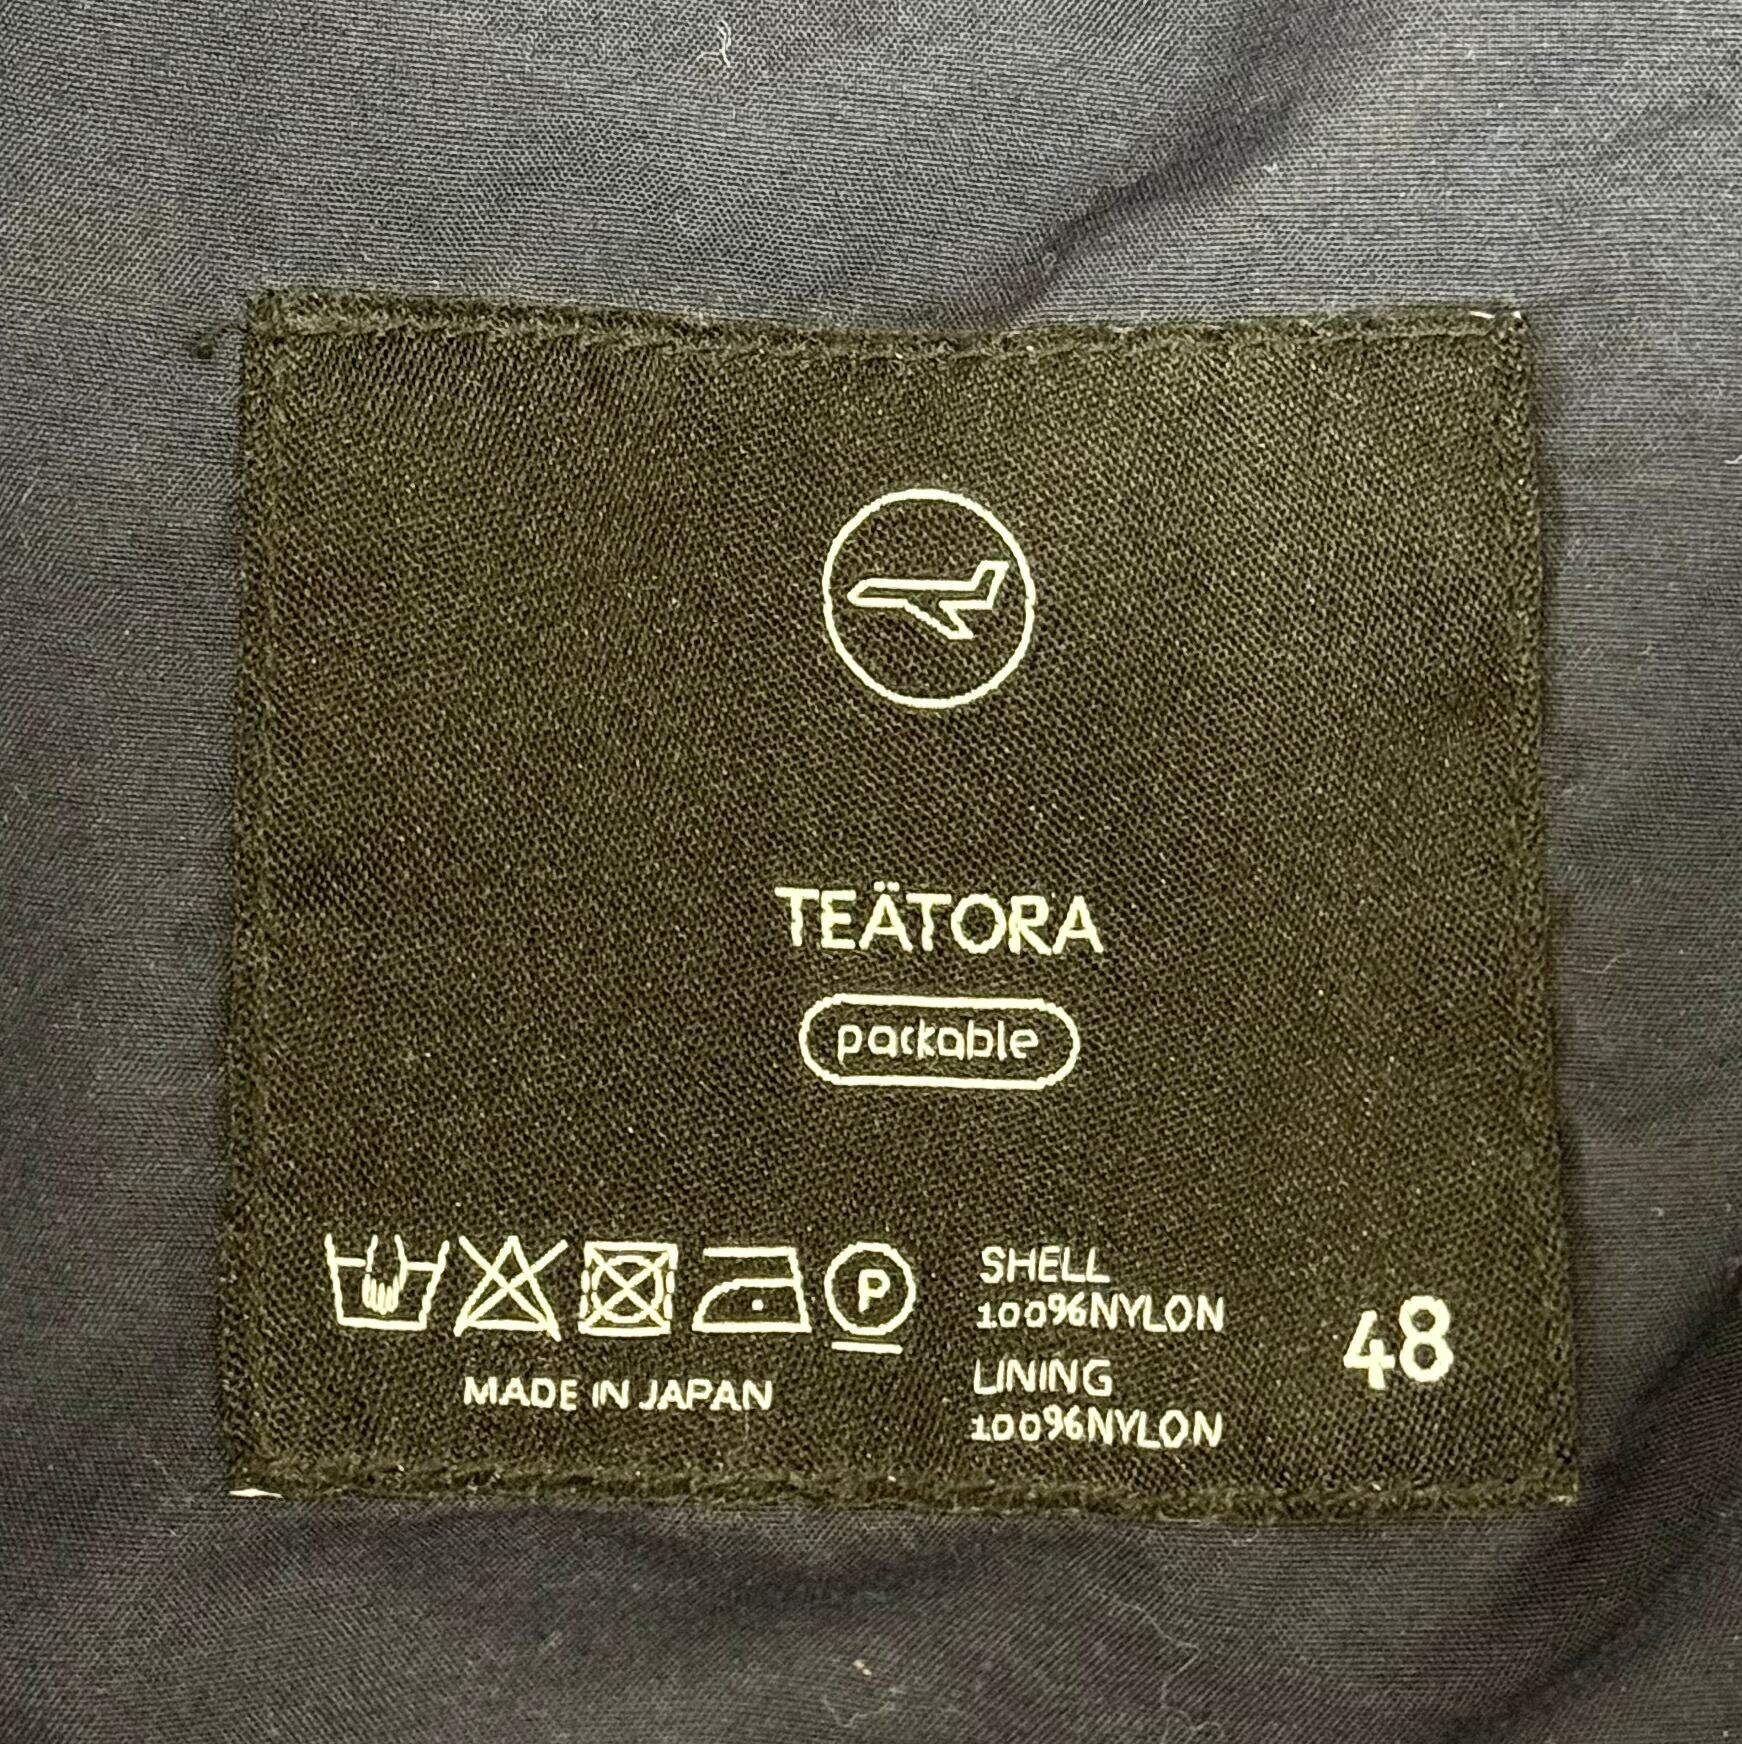 TEÄTORA
packable
P
MADE IN JAPAN
SHELL
100%NYLON
LINING
100%NYLON
48